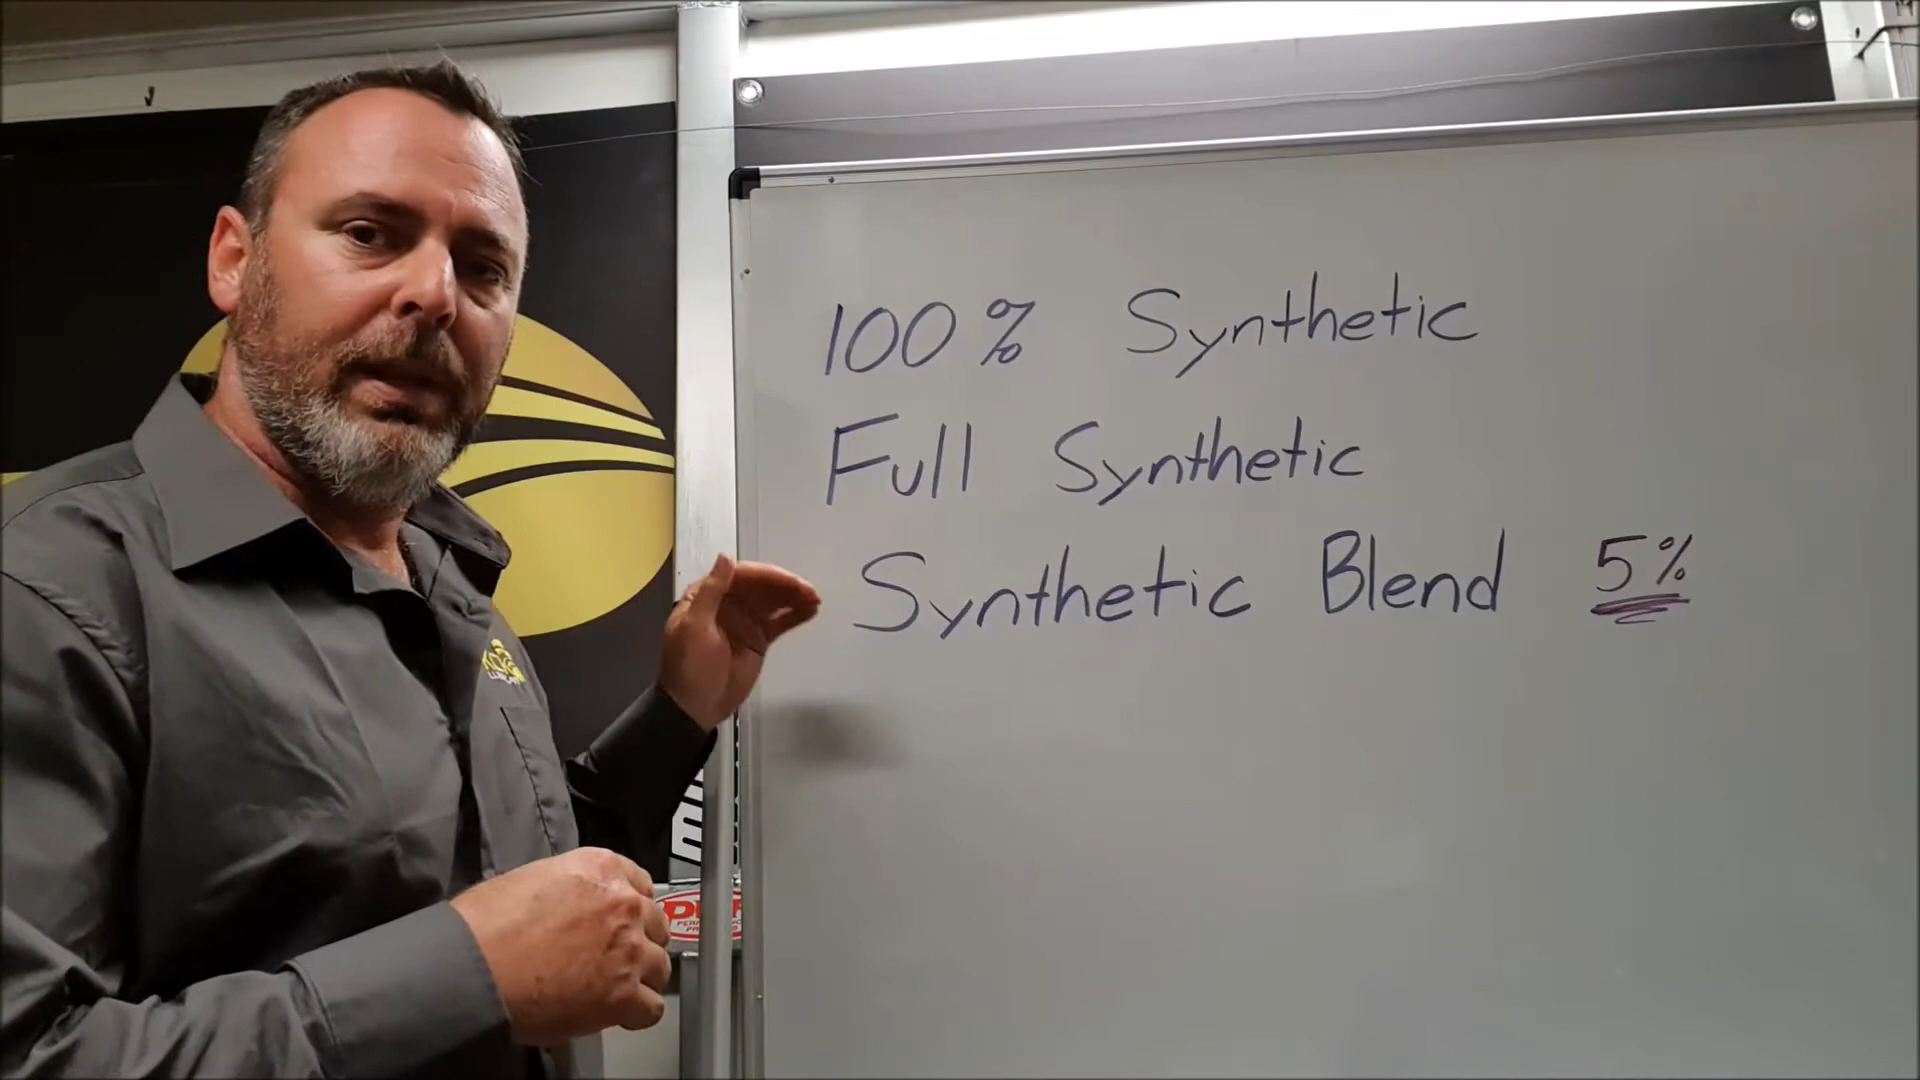 100% Synthetic
Full Synthetic
Synthetic Blend 5%